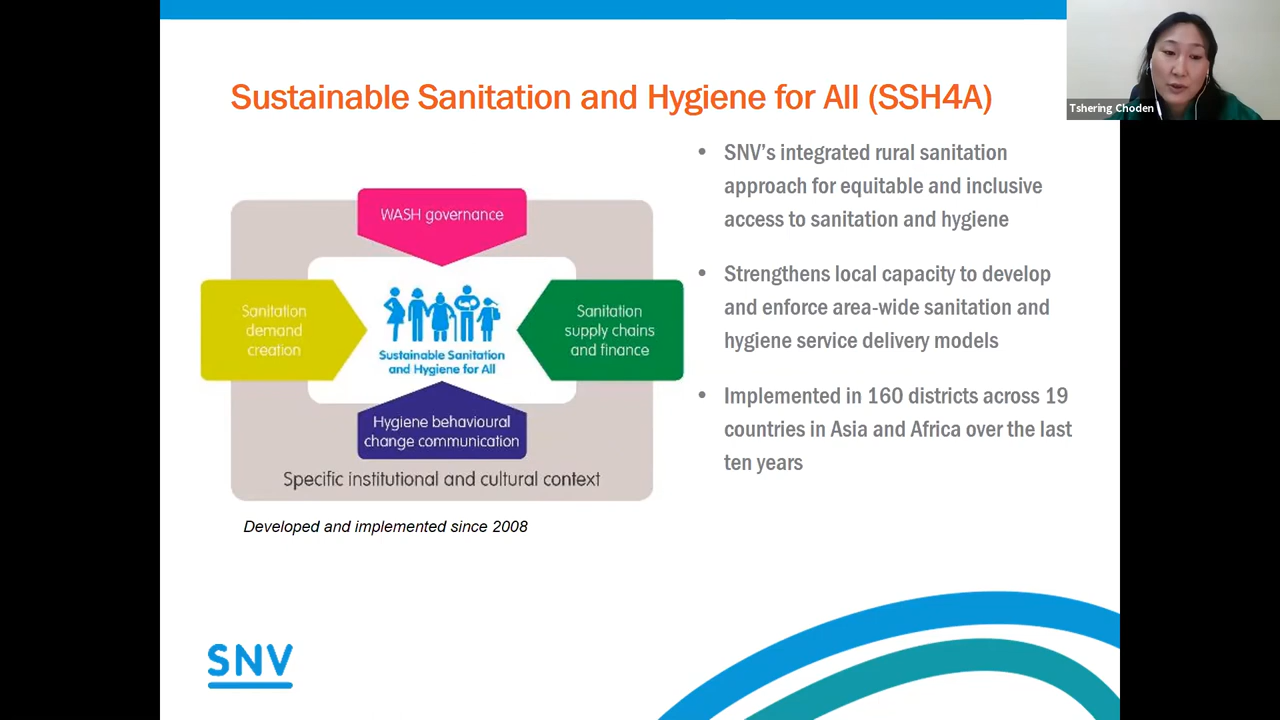 Sustainable Sanitation and Hygiene for All (SSH4A)
Tshering Choden
WASH governance
Sanitation
demand
creation
Sustainable Sanitation
and Hygiene for All
Sanitation
supply chains
and finance
Hygiene behavioural
change communication
Specific institutional and cultural context
Developed and implemented since 2008
• SNV's integrated rural sanitation
approach for equitable and inclusive
access to sanitation and hygiene
• Strengthens local capacity to develop
and enforce area-wide sanitation and
hygiene service delivery models
• Implemented in 160 districts across 19
countries in Asia and Africa over the last
ten years
SNV